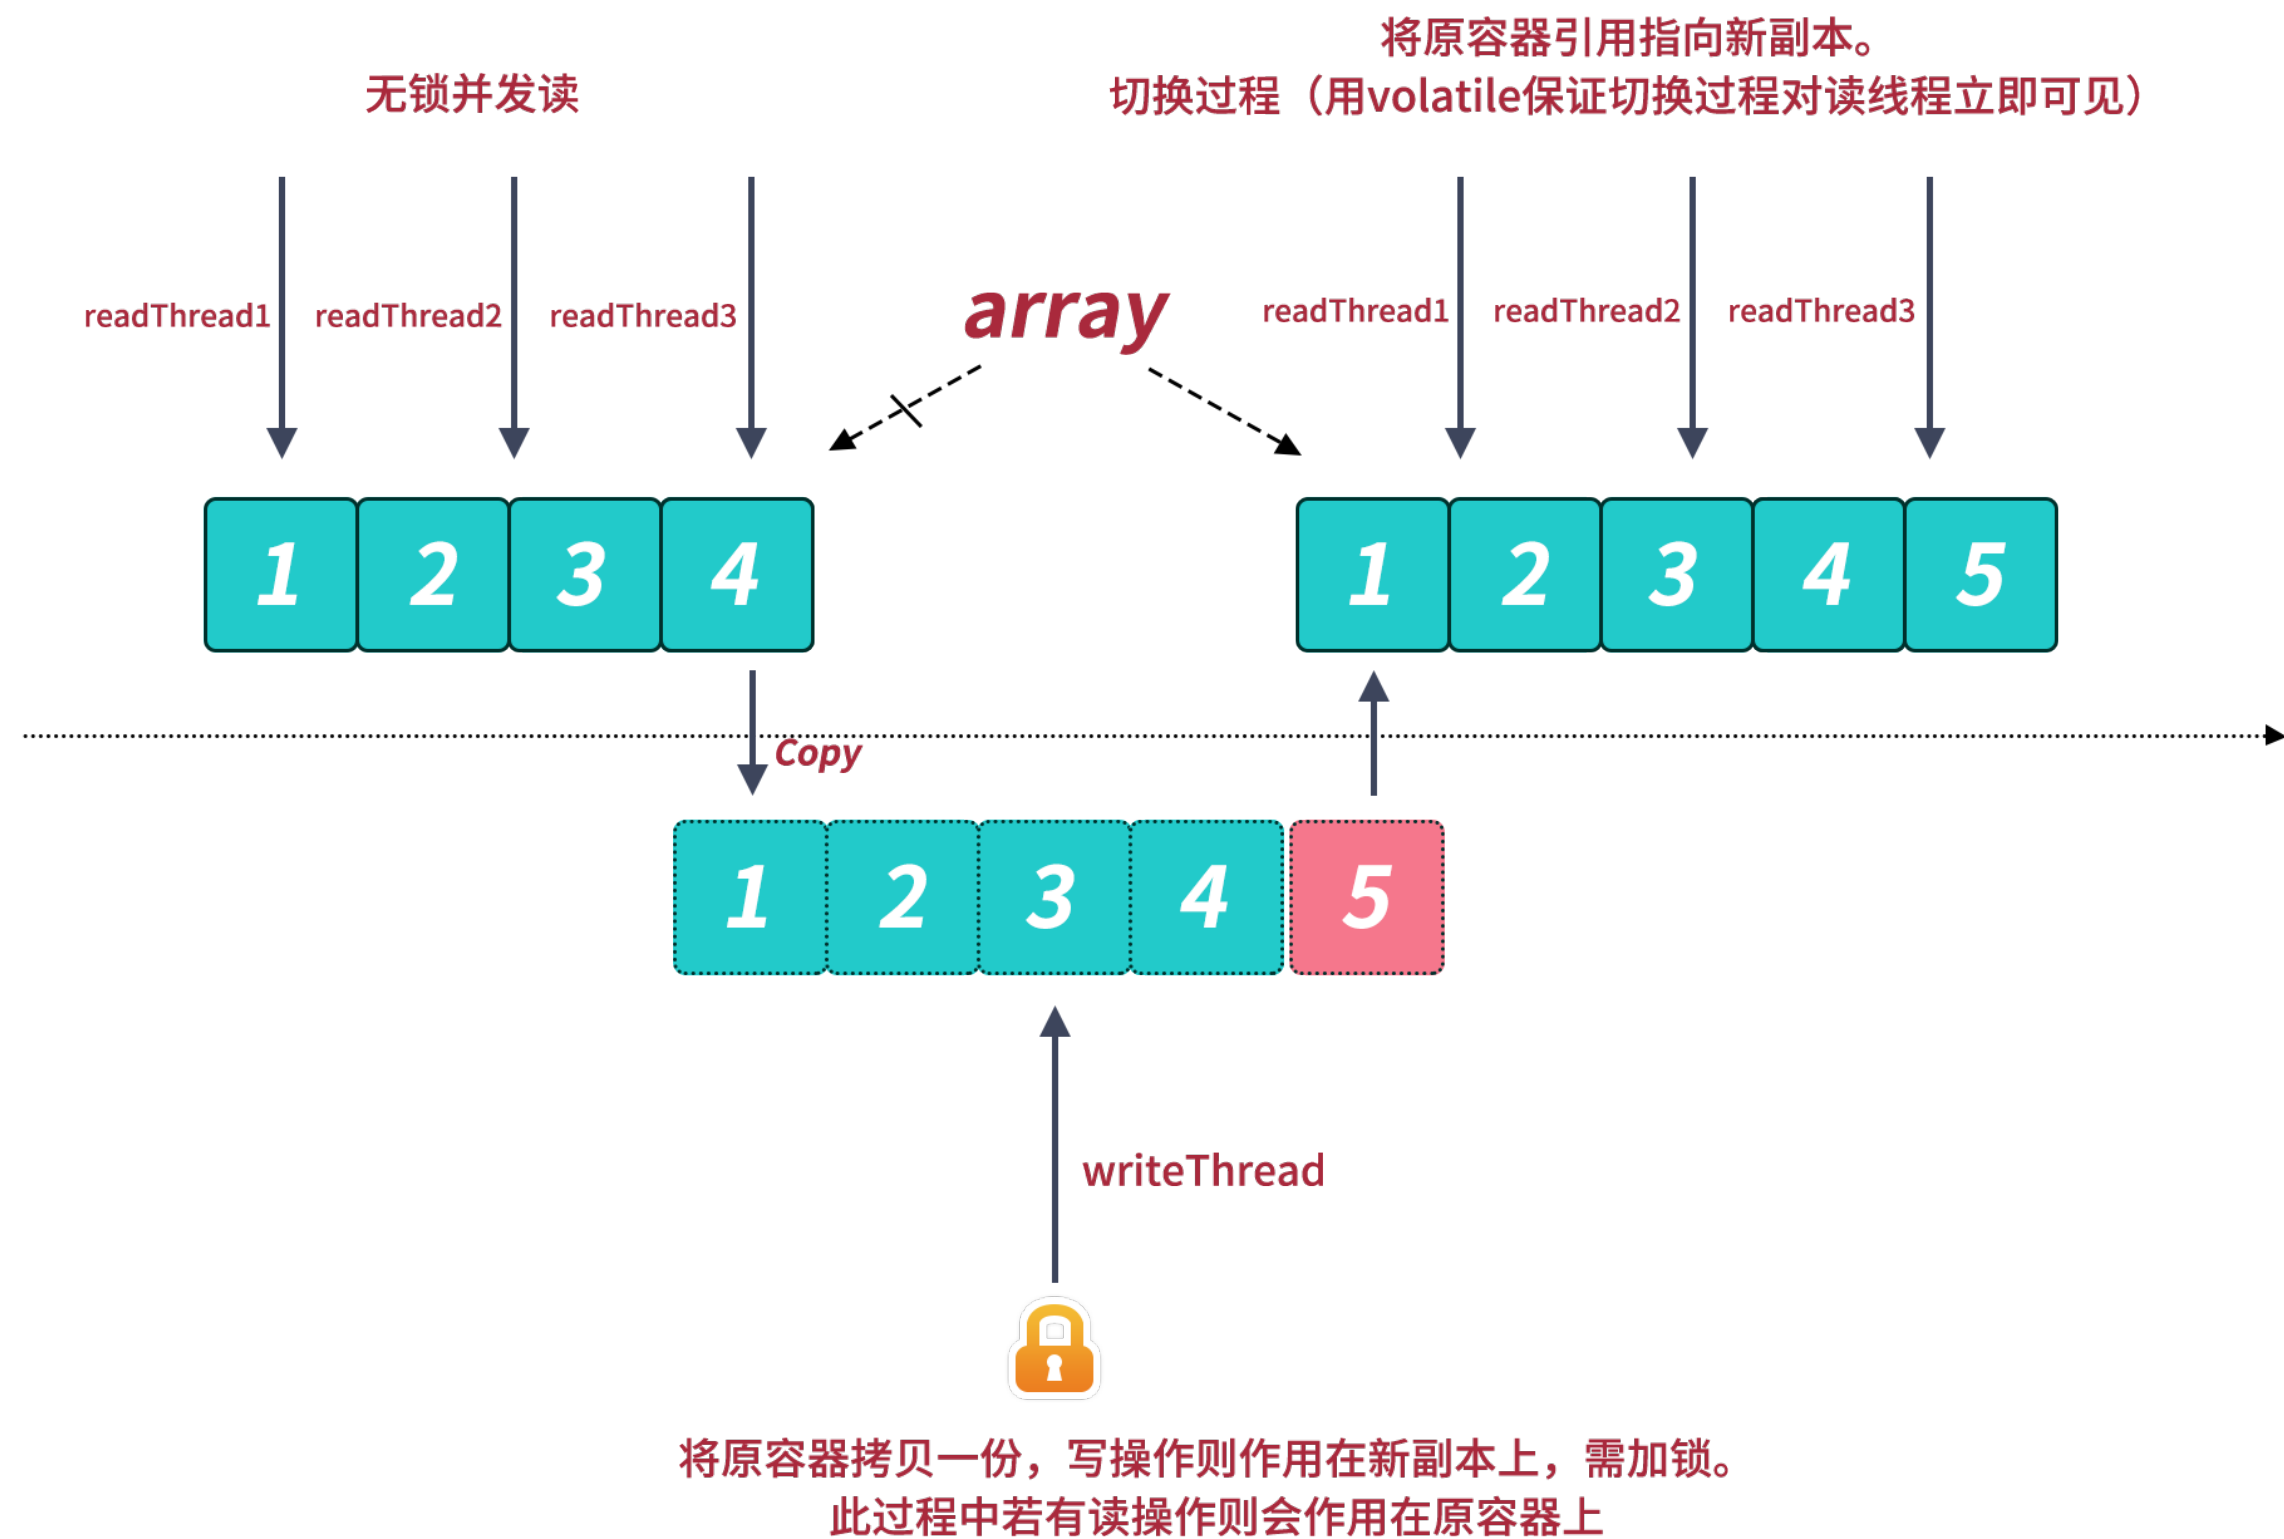 将原容器引用指向新副本。
无锁并发读
切换过程（用volatile保证切换过程对读线程立即可见）
readThread1
readThread2
readThread3
array
readThread1
readThread2
readThread3
1 2 3 4
1 2 3 4 5
Copy
1 2 3 4 5
writeThread
将原容器拷贝一份，写操作则作用在新副本上，需加锁。
此过程中若有读操作则会作用在原容器上